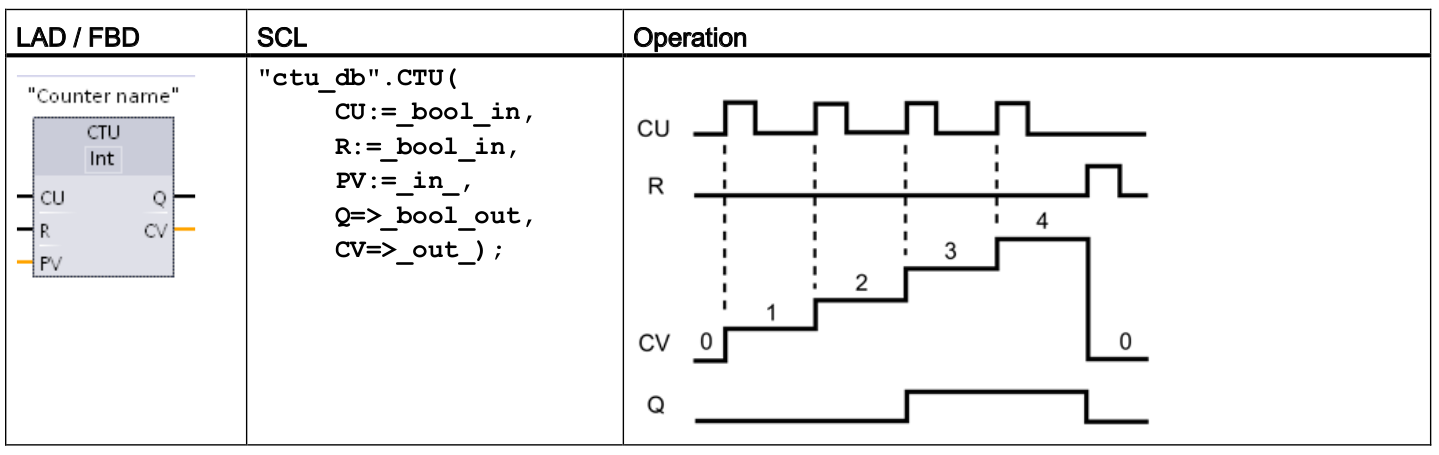 LAD / FBD SCL Operation
"Counter name"
CTU
Int
CU Q
R CV
PV
"ctu_db".CTU(
CU:=_bool_in,
R:=_bool_in,
PV:=_in_,
Q=>_bool_out,
CV=>_out_);
CU
R
4
3
2
1
CV 0 0
Q